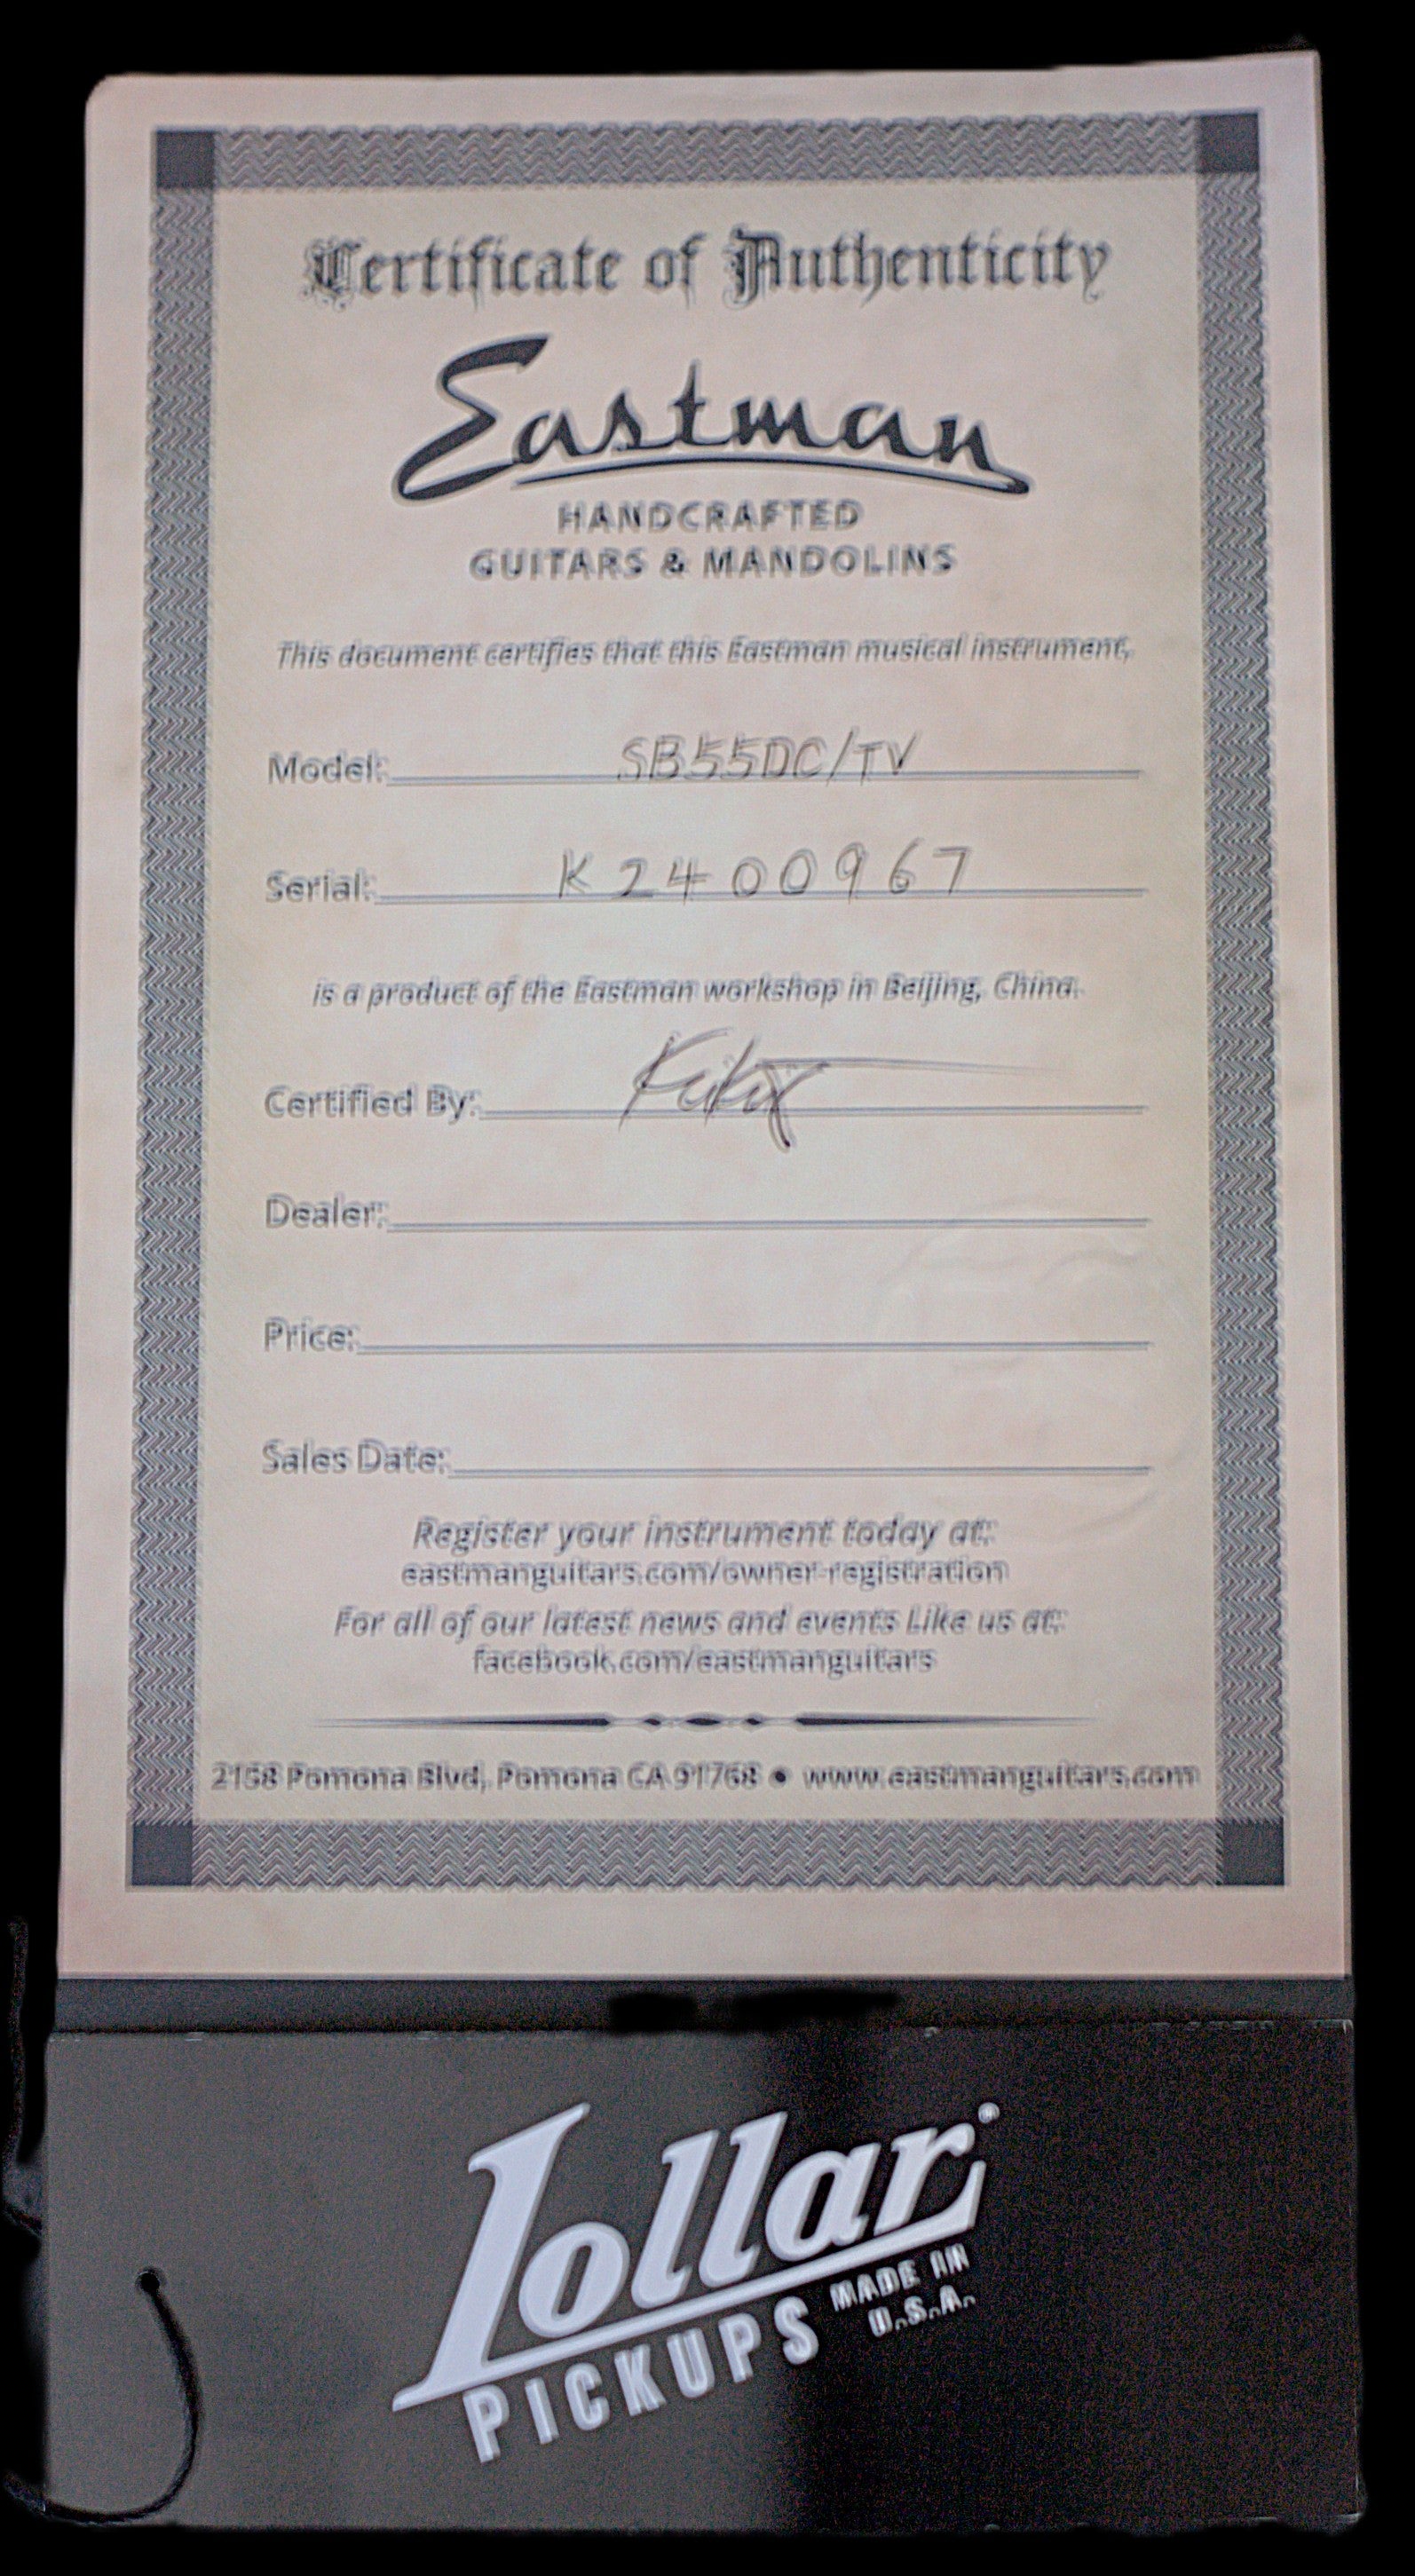 Certificate of Authenticity
Eastman
HANDCRAFTED
GUITARS & MANDOLINS
This document certifies that this Eastman musical instrument,
Model: SB55DC/TV
Serial: K2400967
is a product of the Eastman workshop in Beijing, China.
Certified By:
Dealer:
Price:
Sales Date:
Register your instrument today at:
eastmanguitars.com/owner-registration
For all of our latest news and events Like us at:
facebook.com/eastmanguitars
2158 Pomona Blvd, Pomona CA 91768 • www.eastmanguitars.com
Lollar®
PICKUPS
MADE IN
U.S.A.